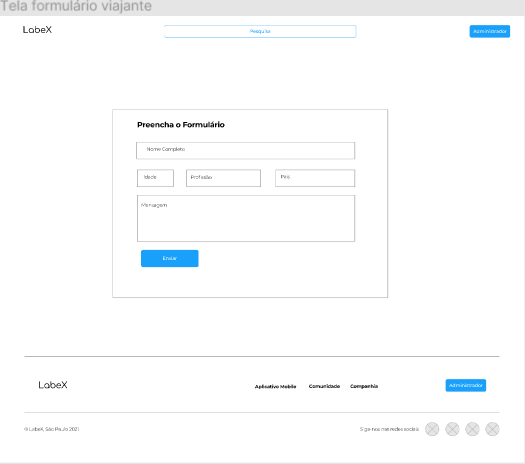 Tela formulário viajante
LabeX
Pesquisa
Administrador
Preencha o Formulário
Nome Completo
Idade
Profissão
País
Mensagem
Enviar
LabeX
Aplicativo Mobile
Comunidade
Companhia
Administrador
© LabeX, São Paulo 2021
Siga-nos nas redes sociais